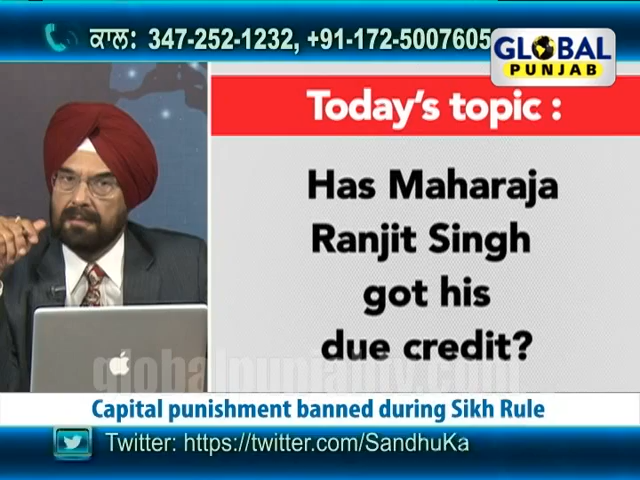 ਕਾਲ: 347-252-1232, +91-172-5007605
GLOBAL
PUNJAB
Today's topic :
Has Maharaja
Ranjit Singh
got his
due credit?
globalpunjabtv.com
Capital punishment banned during Sikh Rule
Twitter: https://twitter.com/SandhuKa